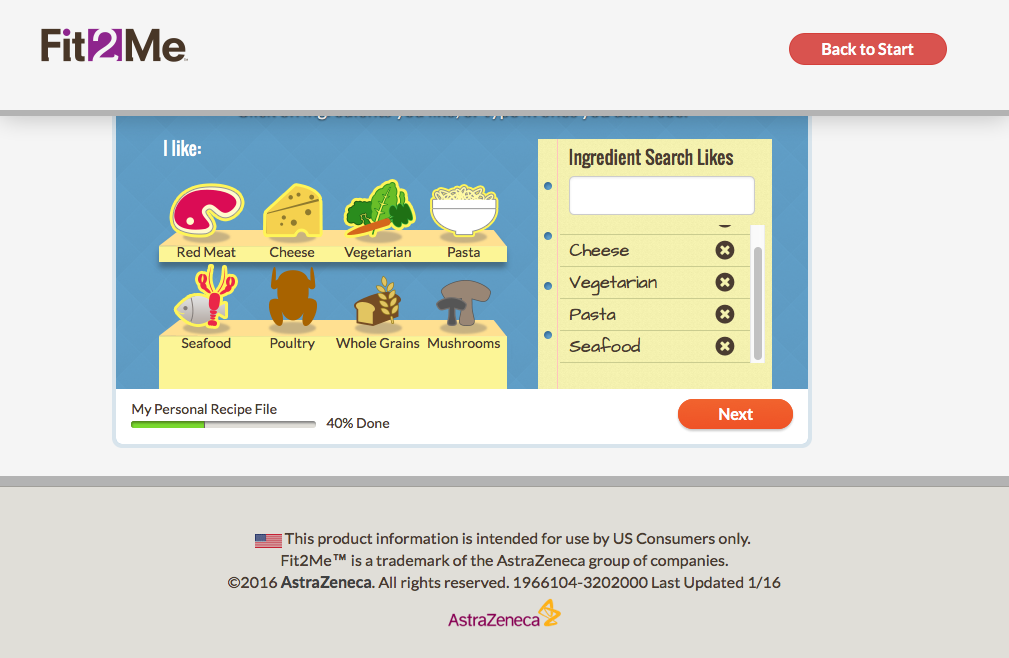 Fit2Me
Back to Start
I like:
Ingredient Search Likes
Red Meat Cheese Vegetarian Pasta
Cheese
Vegetarian
Pasta
Seafood
Seafood Poultry Whole Grains Mushrooms
My Personal Recipe File
40% Done
Next
This product information is intended for use by US Consumers only.
Fit2Me™ is a trademark of the AstraZeneca group of companies.
©2016 AstraZeneca. All rights reserved. 1966104-3202000 Last Updated 1/16
AstraZeneca